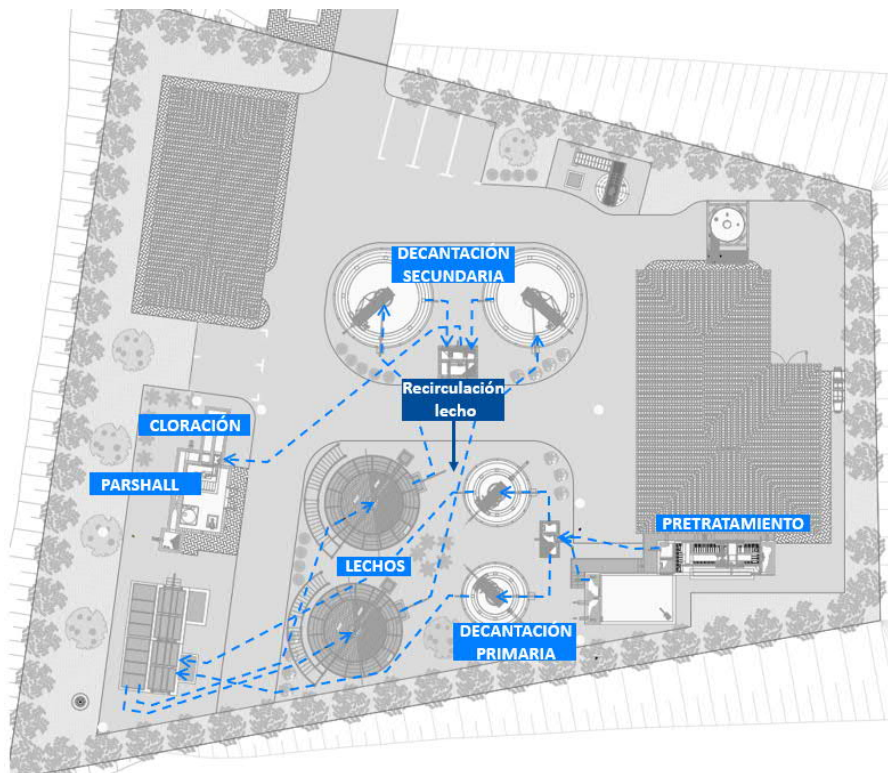 DECANTACIÓN
SECUNDARIA
Recirculación
lecho
CLORACIÓN
PARSHALL
PRETRATAMIENTO
LECHOS
DECANTACIÓN
PRIMARIA